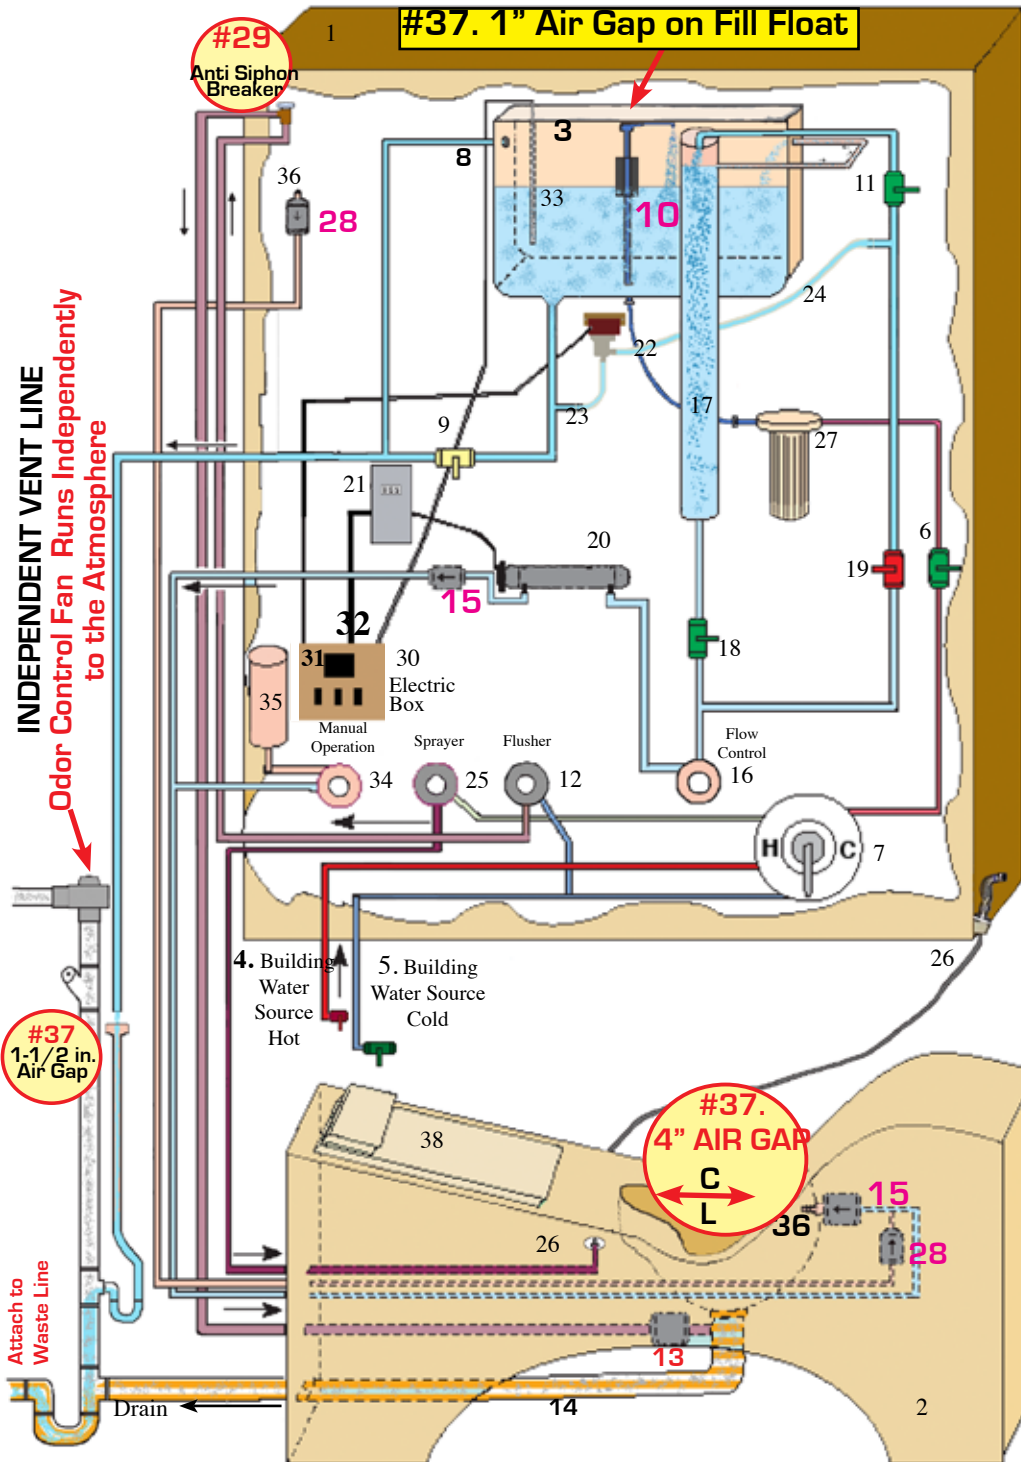 #37. 1” Air Gap on Fill Float
1
#29
Anti Siphon
Breaker
3
8
36
28
33
10
11
24
22
23
17
9
27
21
20
6
19
15
32
18
31
30
Electric
Box
35
Manual
Operation
34
Sprayer
25
Flusher
12
Flow
Control
16
H
C
7
INDEPENDENT VENT LINE
Odor Control Fan Runs Independently
to the Atmosphere
4. Building
Water
Source
Hot
5. Building
Water Source
Cold
26
#37
1-1/2 in.
Air Gap
38
#37.
4” AIR GAP
C
L
15
36
28
26
13
14
2
Attach to
Waste Line
Drain